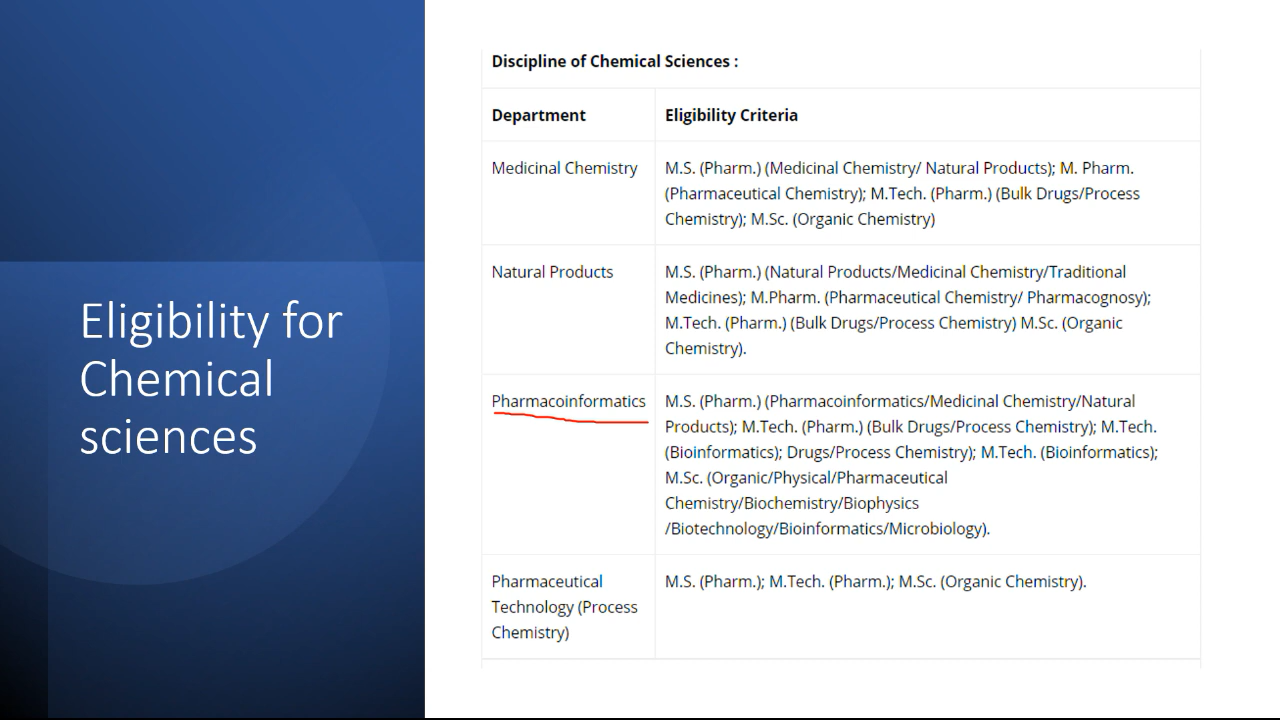 Eligibility for
Chemical
sciences
Discipline of Chemical Sciences :
Department
Eligibility Criteria
Medicinal Chemistry
M.S. (Pharm.) (Medicinal Chemistry/ Natural Products); M. Pharm.
(Pharmaceutical Chemistry); M.Tech. (Pharm.) (Bulk Drugs/Process
Chemistry); M.Sc. (Organic Chemistry)
Natural Products
M.S. (Pharm.) (Natural Products/Medicinal Chemistry/Traditional
Medicines); M.Pharm. (Pharmaceutical Chemistry/ Pharmacognosy);
M.Tech. (Pharm.) (Bulk Drugs/Process Chemistry) M.Sc. (Organic
Chemistry).
Pharmacoinformatics
M.S. (Pharm.) (Pharmacoinformatics/Medicinal Chemistry/Natural
Products); M.Tech. (Pharm.) (Bulk Drugs/Process Chemistry); M.Tech.
(Bioinformatics); Drugs/Process Chemistry); M.Tech. (Bioinformatics);
M.Sc. (Organic/Physical/Pharmaceutical
Chemistry/Biochemistry/Biophysics
/Biotechnology/Bioinformatics/Microbiology).
Pharmaceutical
Technology (Process
Chemistry)
M.S. (Pharm.); M.Tech. (Pharm.); M.Sc. (Organic Chemistry).